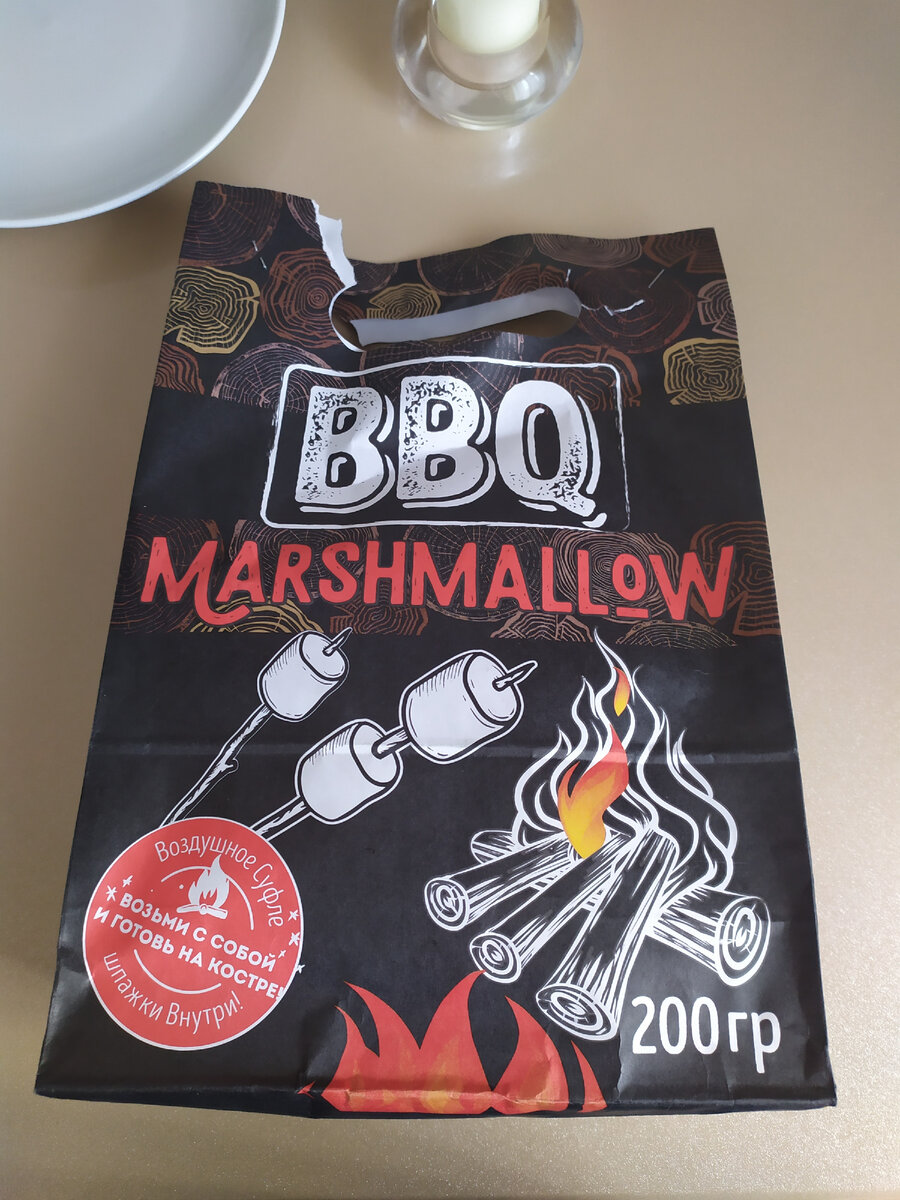 BBQ
MARSHMALLOW
Воздушное Суфле
ВОЗЬМИ С СОБОЙ
И ГОТОВЬ НА КОСТРЕ!
шпажки Внутри!
200гр